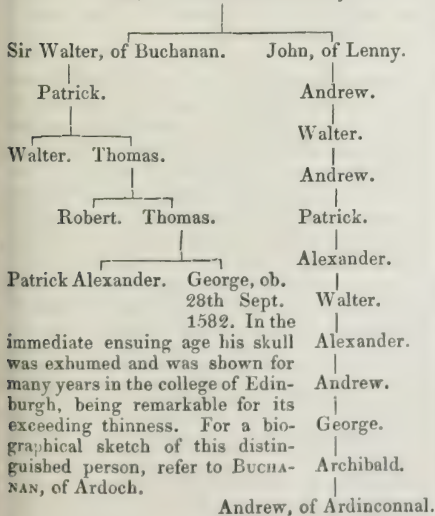 Sir Walter, of Buchanan. John, of Lenny.
Patrick. Andrew.
Walter.
Walter. Thomas.
Andrew.
Robert. Thomas. Patrick.
Alexander.
Patrick Alexander. George, ob.
28th Sept. Walter.
1582. In the
immediate ensuing age his skull Alexander.
was exhumed and was shown for
many years in the college of Edin- Andrew.
burgh, being remarkable for its
exceeding thinness. For a bio- George.
graphical sketch of this distin-
guished person, refer to BUCHA- Archibald.
NAN, of Ardoch.
Andrew, of Ardinconnal.